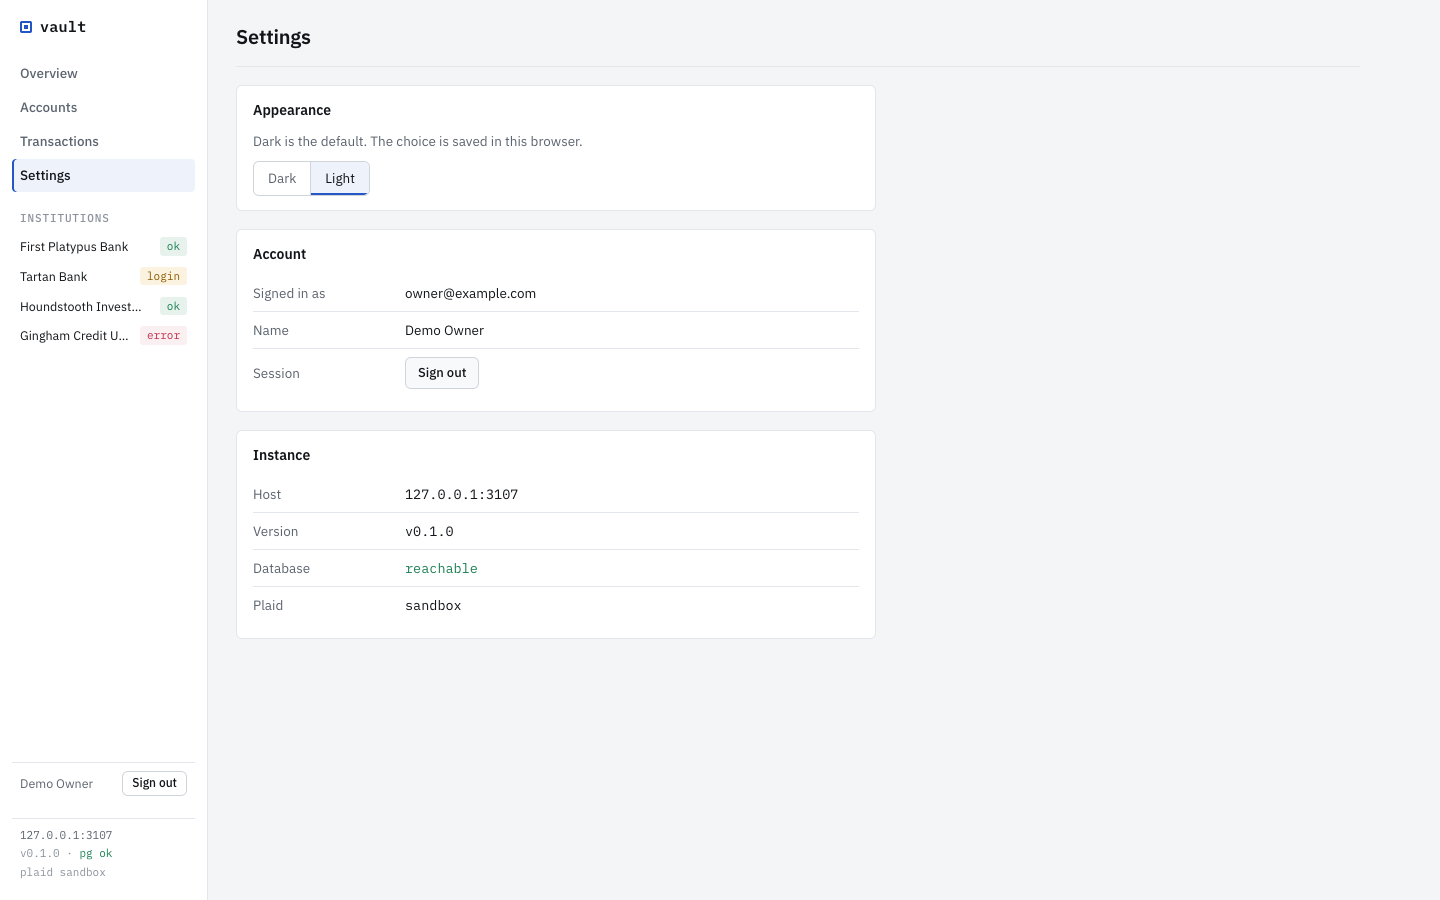 vault
Overview
Accounts
Transactions
Settings
INSTITUTIONS
First Platypus Bank ok
Tartan Bank login
Houndstooth Invest... ok
Gingham Credit U... error
Demo Owner Sign out
127.0.0.1:3107
v0.1.0 · pg ok
plaid sandbox
Settings
Appearance
Dark is the default. The choice is saved in this browser.
Dark Light
Account
Signed in as owner@example.com
Name Demo Owner
Session Sign out
Instance
Host 127.0.0.1:3107
Version v0.1.0
Database reachable
Plaid sandbox